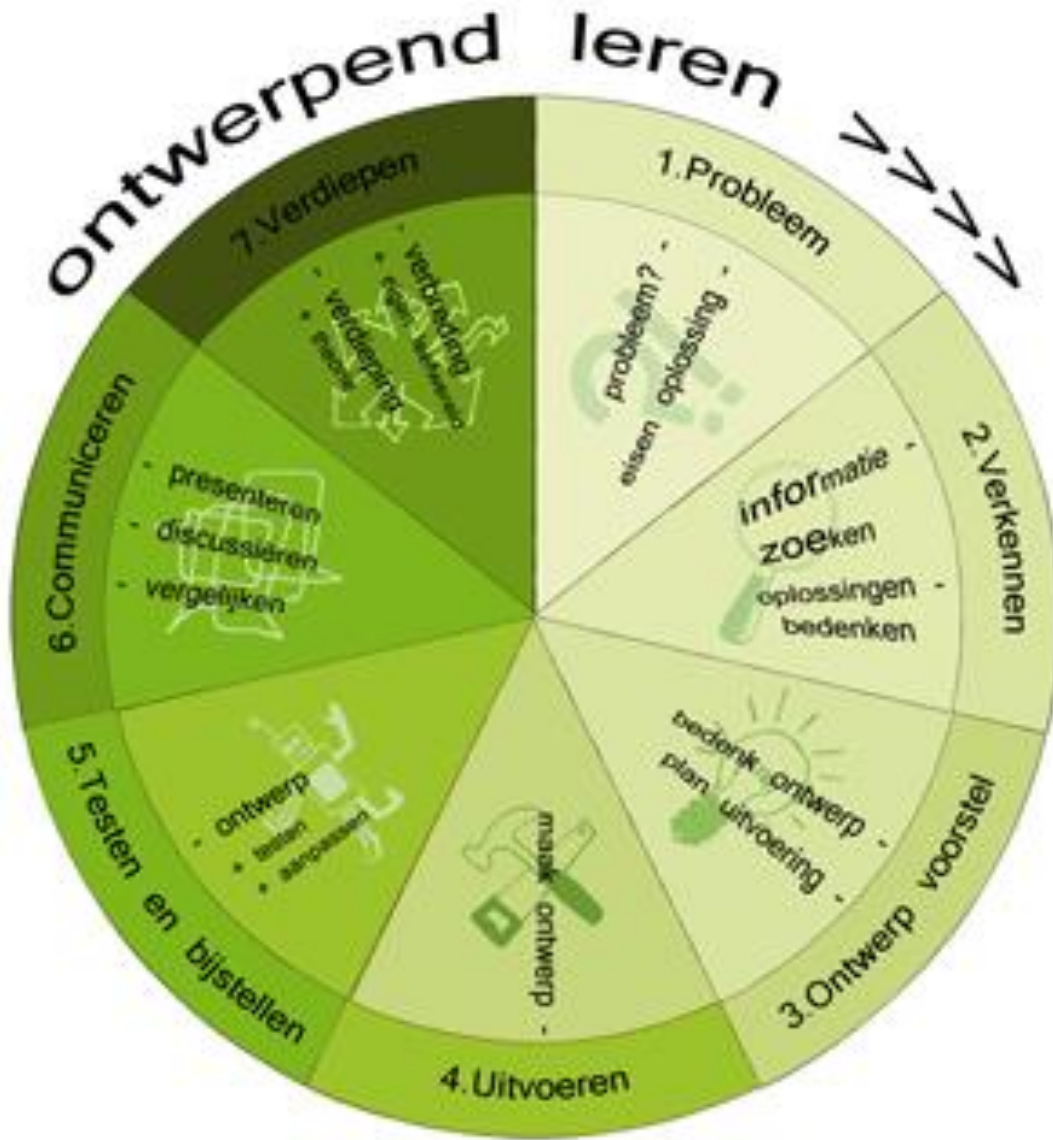 ontwerpend leren >>>>
1.Probleem
- probleem?
- eisen oplossing
2.Verkennen
- informatie
zoeken
- oplossingen
bedenken
3.Ontwerp voorstel
- bedenk ontwerp
- plan uitvoering
4.Uitvoeren
- maak ontwerp
5.Testen en bijstellen
- ontwerp
+ testen
+ aanpassen
6.Communiceren
- presenteren
- discussiëren
- vergelijken
7.Verdiepen
- verdieping
+ theorie
- verbreding
+ eigen